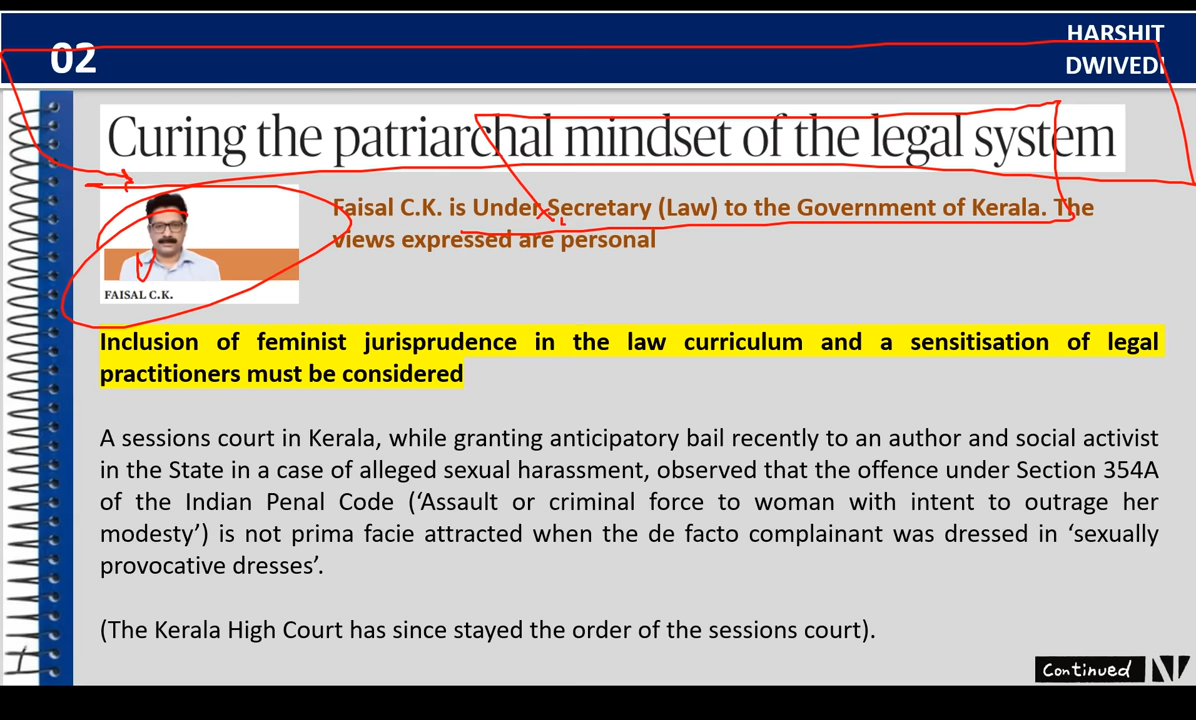 HARSHIT
02
DWIVEDI
Curing the patriarchal mindset of the legal system
Faisal C.K. is Under Secretary (Law) to the Government of Kerala. The
views expressed are personal
FAISAL C.K.
Inclusion of feminist jurisprudence in the law curriculum and a sensitisation of legal
practitioners must be considered
A sessions court in Kerala, while granting anticipatory bail recently to an author and social activist
in the State in a case of alleged sexual harassment, observed that the offence under Section 354A
of the Indian Penal Code (‘Assault or criminal force to woman with intent to outrage her
modesty’) is not prima facie attracted when the de facto complainant was dressed in ‘sexually
provocative dresses’.
(The Kerala High Court has since stayed the order of the sessions court).
Continued